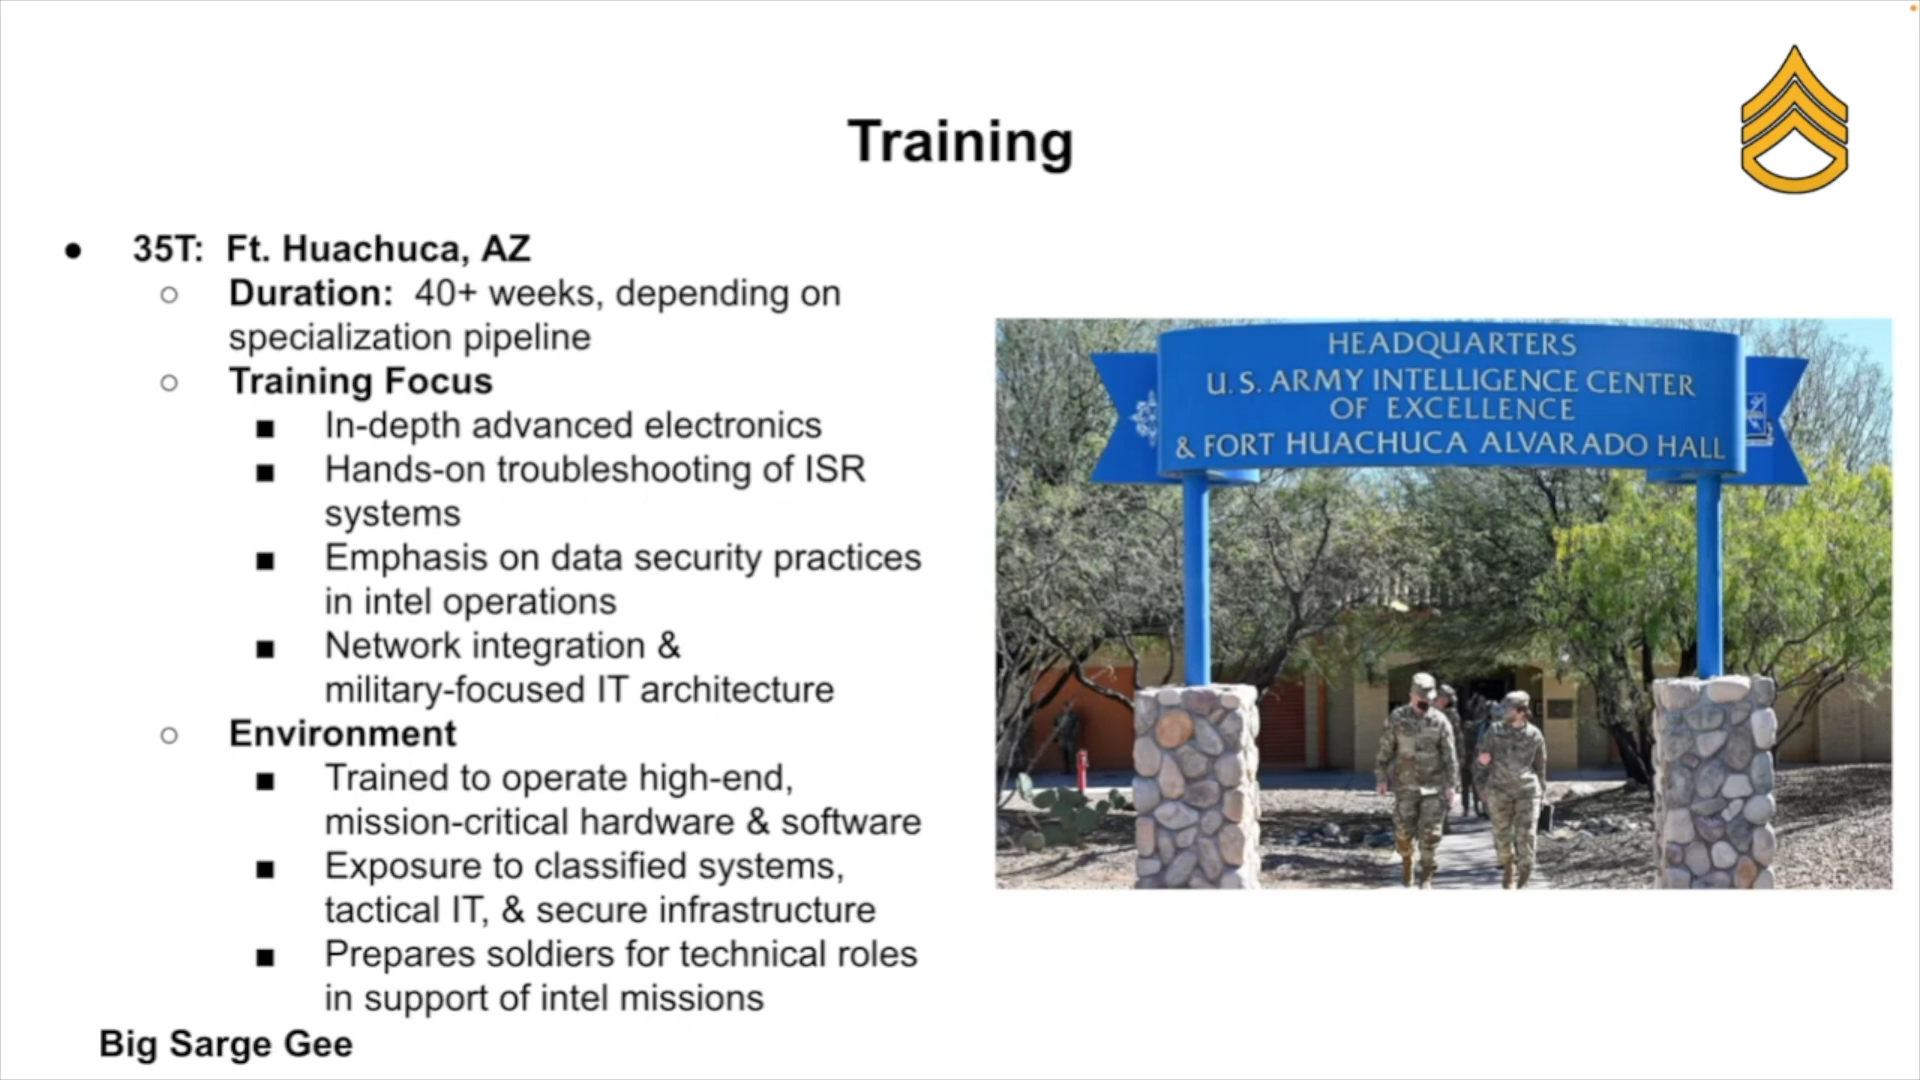 Training
● 35T: Ft. Huachuca, AZ
○ Duration: 40+ weeks, depending on
specialization pipeline
○ Training Focus
■ In-depth advanced electronics
■ Hands-on troubleshooting of ISR
systems
■ Emphasis on data security practices
in intel operations
■ Network integration &
military-focused IT architecture
○ Environment
■ Trained to operate high-end,
mission-critical hardware & software
■ Exposure to classified systems,
tactical IT, & secure infrastructure
■ Prepares soldiers for technical roles
in support of intel missions
Big Sarge Gee
HEADQUARTERS
U.S. ARMY INTELLIGENCE CENTER
OF EXCELLENCE
& FORT HUACHUCA ALVARADO HALL